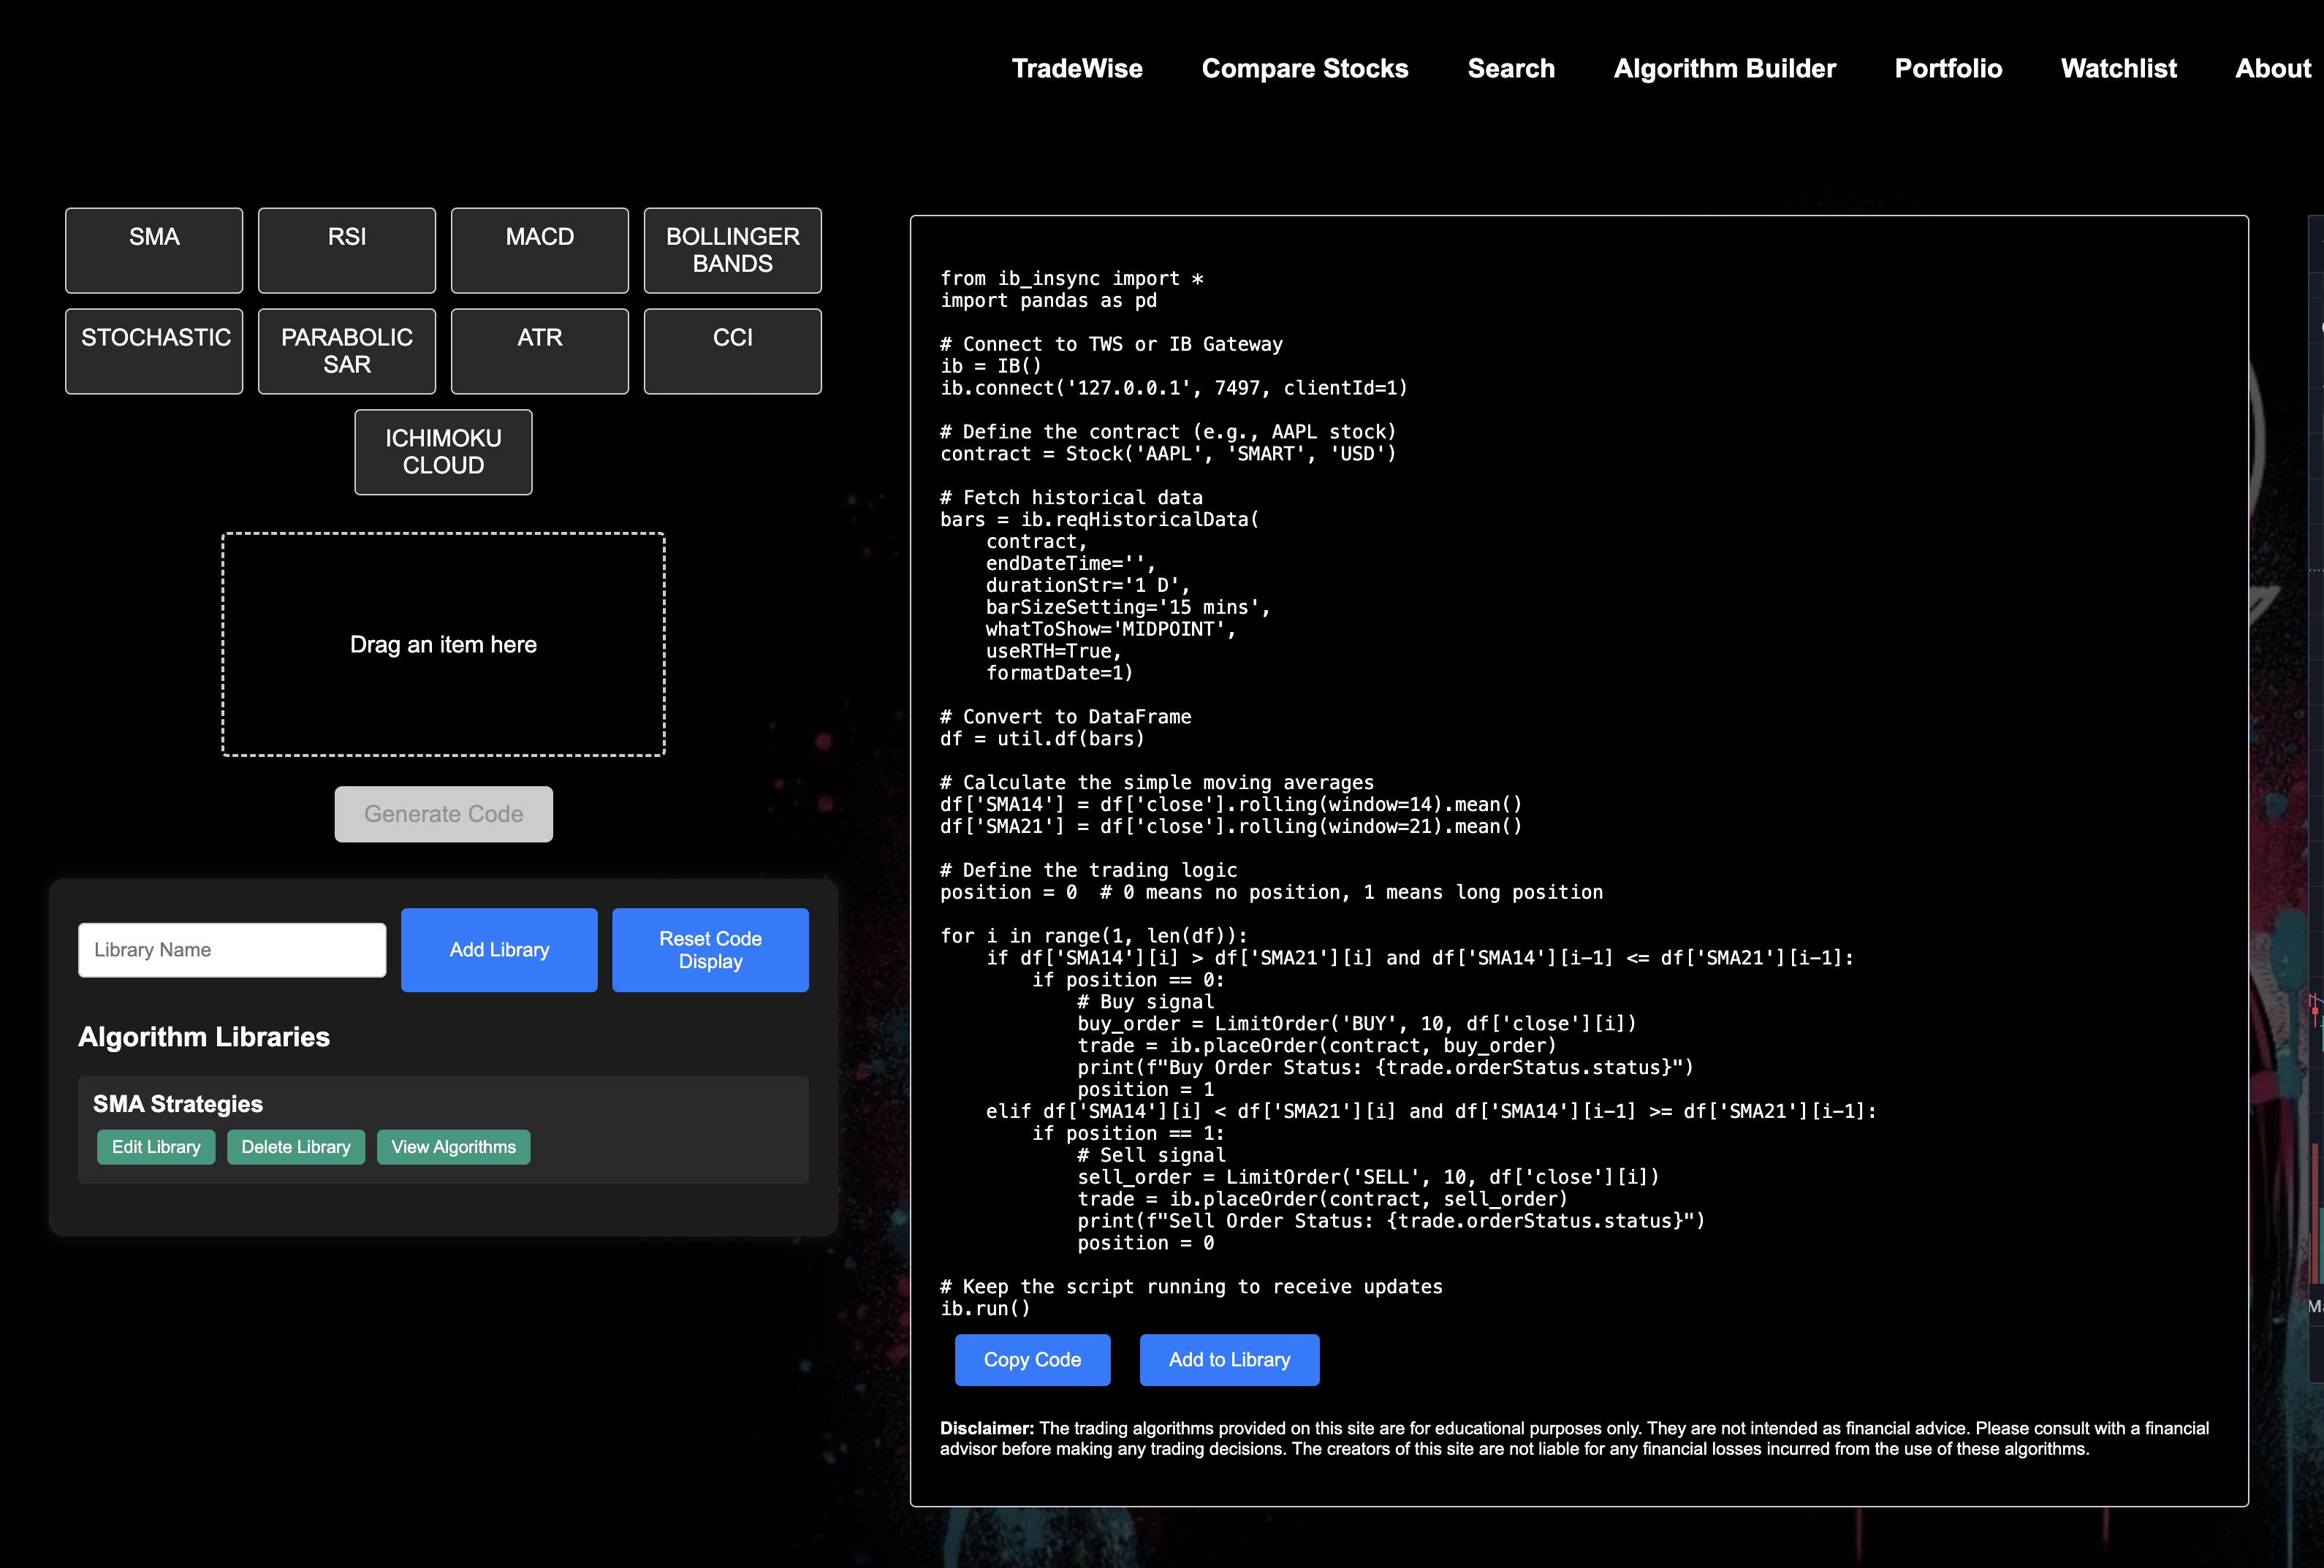 TradeWise Compare Stocks Search Algorithm Builder Portfolio Watchlist About
SMA
RSI
MACD
BOLLINGER
BANDS
STOCHASTIC
PARABOLIC
SAR
ATR
CCI
ICHIMOKU
CLOUD
Drag an item here
Generate Code
Library Name
Add Library
Reset Code
Display
Algorithm Libraries
SMA Strategies
Edit Library
Delete Library
View Algorithms
from ib_insync import *
import pandas as pd
# Connect to TWS or IB Gateway
ib = IB()
ib.connect('127.0.0.1', 7497, clientId=1)
# Define the contract (e.g., AAPL stock)
contract = Stock('AAPL', 'SMART', 'USD')
# Fetch historical data
bars = ib.reqHistoricalData(
    contract,
    endDateTime='',
    durationStr='1 D',
    barSizeSetting='15 mins',
    whatToShow='MIDPOINT',
    useRTH=True,
    formatDate=1)
# Convert to DataFrame
df = util.df(bars)
# Calculate the simple moving averages
df['SMA14'] = df['close'].rolling(window=14).mean()
df['SMA21'] = df['close'].rolling(window=21).mean()
# Define the trading logic
position = 0  # 0 means no position, 1 means long position
for i in range(1, len(df)):
    if df['SMA14'][i] > df['SMA21'][i] and df['SMA14'][i-1] <= df['SMA21'][i-1]:
        if position == 0:
            # Buy signal
            buy_order = LimitOrder('BUY', 10, df['close'][i])
            trade = ib.placeOrder(contract, buy_order)
            print(f"Buy Order Status: {trade.orderStatus.status}")
            position = 1
    elif df['SMA14'][i] < df['SMA21'][i] and df['SMA14'][i-1] >= df['SMA21'][i-1]:
        if position == 1:
            # Sell signal
            sell_order = LimitOrder('SELL', 10, df['close'][i])
            trade = ib.placeOrder(contract, sell_order)
            print(f"Sell Order Status: {trade.orderStatus.status}")
            position = 0
# Keep the script running to receive updates
ib.run()
Copy Code
Add to Library
Disclaimer: The trading algorithms provided on this site are for educational purposes only. They are not intended as financial advice. Please consult with a financial
advisor before making any trading decisions. The creators of this site are not liable for any financial losses incurred from the use of these algorithms.